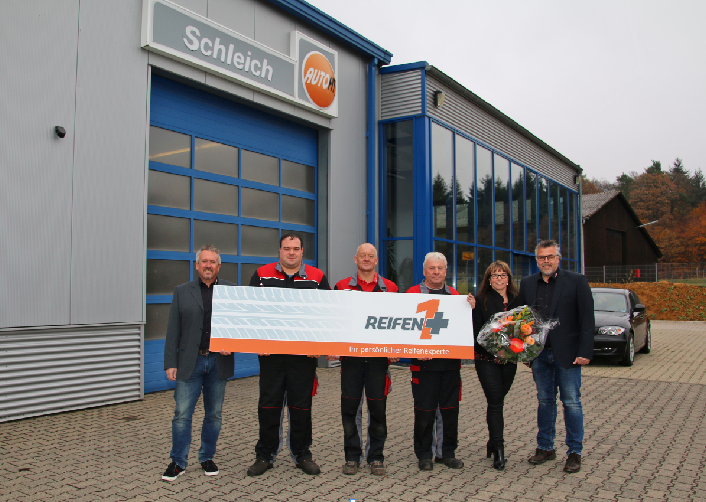 Schleich
AUTO
REIFEN1+
Ihr persönlicher Reifenexperte